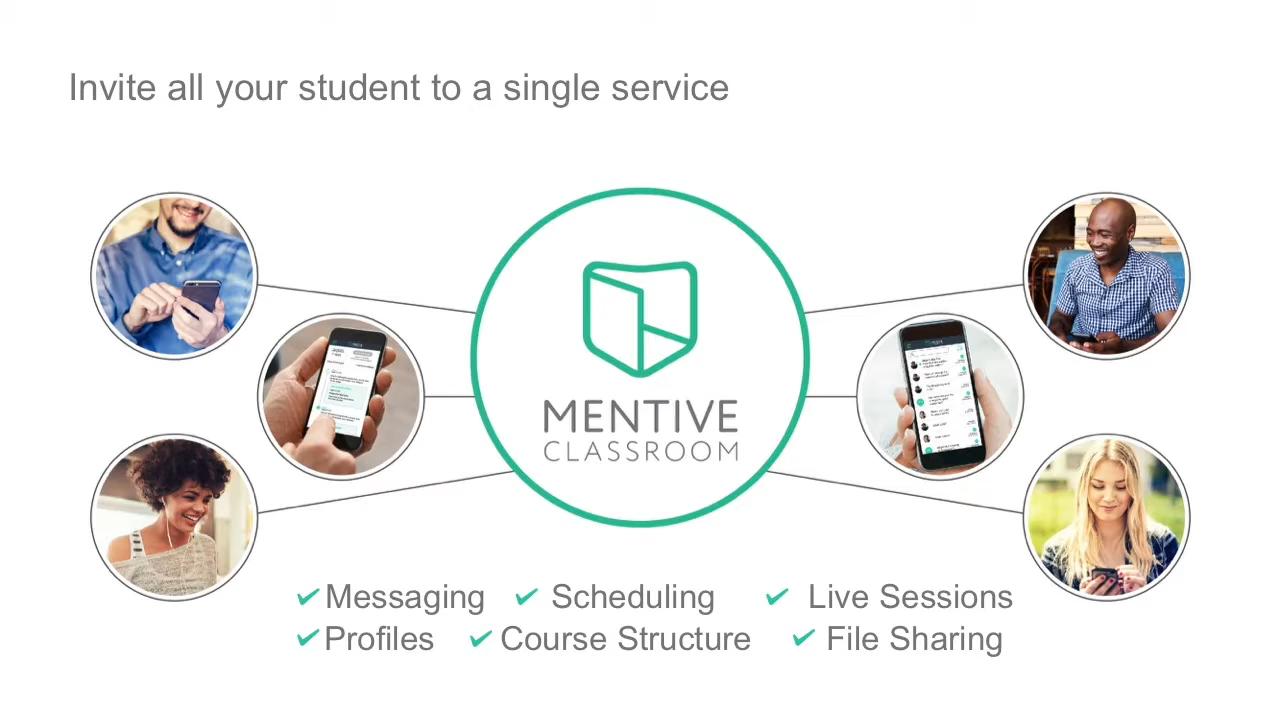 Invite all your student to a single service
MENTIVE
CLASSROOM
✔Messaging ✔ Scheduling ✔ Live Sessions
✔Profiles ✔ Course Structure ✔ File Sharing